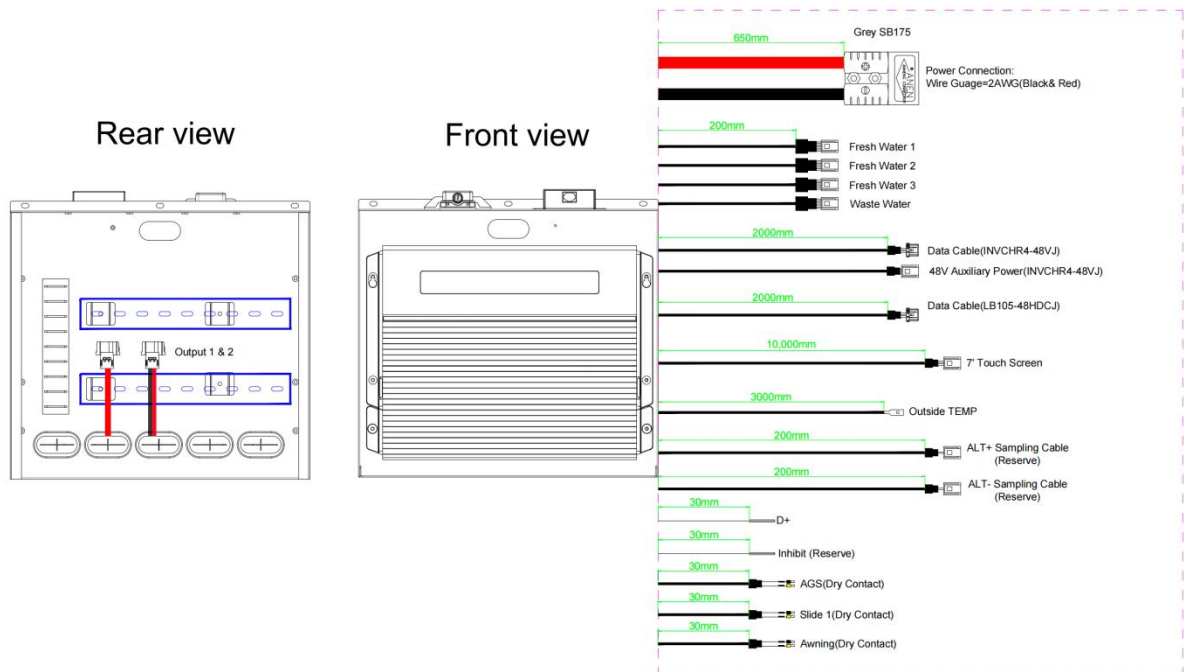 Rear view
Output 1 & 2
Front view
650mm
Grey SB175
ANEN
Power Connection:
Wire Guage=2AWG(Black& Red)
200mm
Fresh Water 1
Fresh Water 2
Fresh Water 3
Waste Water
2000mm
Data Cable(INVCHR4-48VJ)
48V Auxiliary Power(INVCHR4-48VJ)
2000mm
Data Cable(LB105-48HDCJ)
10,000mm
7' Touch Screen
3000mm
Outside TEMP
200mm
ALT+ Sampling Cable
(Reserve)
200mm
ALT- Sampling Cable
(Reserve)
30mm
D+
30mm
Inhibit (Reserve)
30mm
AGS(Dry Contact)
30mm
Slide 1(Dry Contact)
30mm
Awning(Dry Contact)